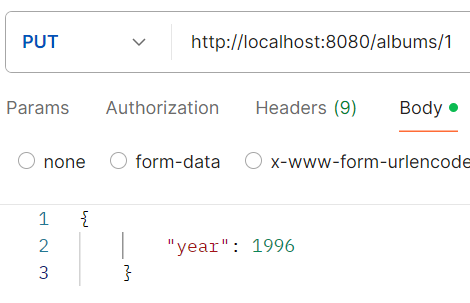 PUT http://localhost:8080/albums/1
Params Authorization Headers (9) Body
none form-data x-www-form-urlencode
1 {
2 "year": 1996
3 }